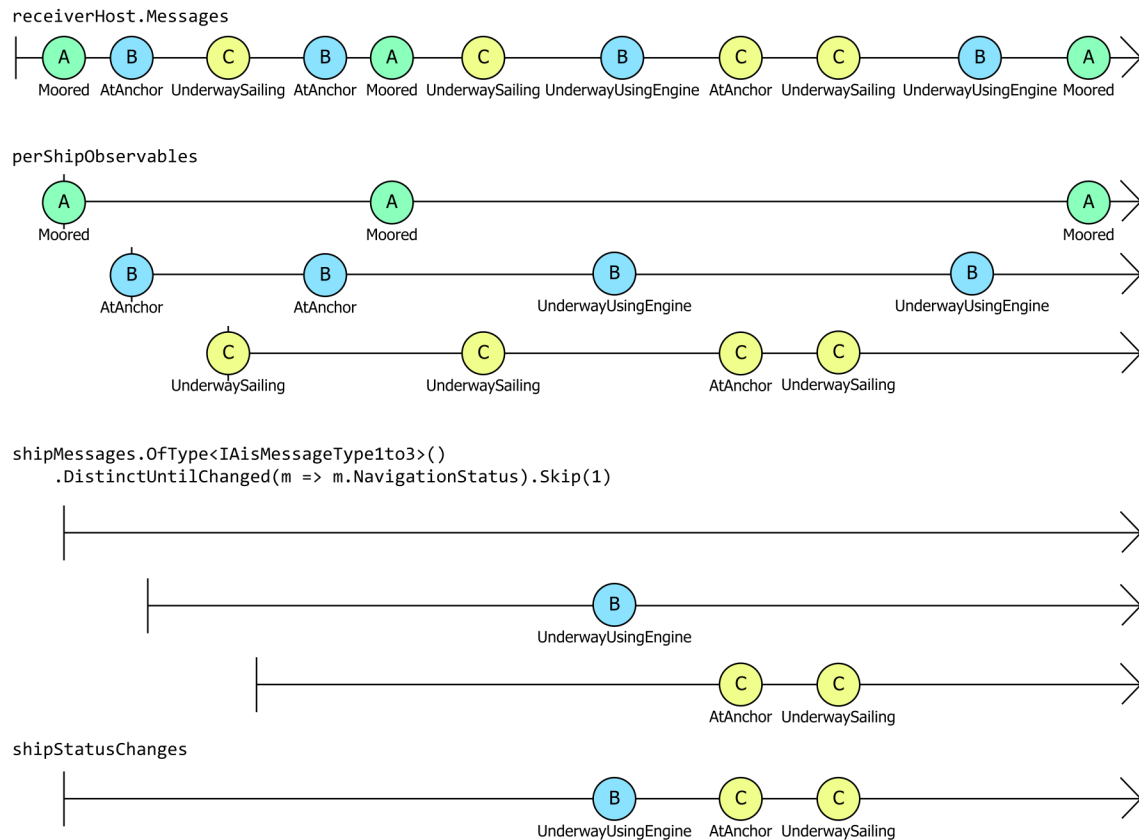 receiverHost.Messages
A B C B A C B C C B A
Moored AtAnchor UnderwaySailing AtAnchor Moored UnderwaySailing UnderwayUsingEngine AtAnchor UnderwaySailing UnderwayUsingEngine Moored
perShipObservables
A A A
Moored Moored Moored
B B B B
AtAnchor AtAnchor UnderwayUsingEngine UnderwayUsingEngine
C C C C
UnderwaySailing UnderwaySailing AtAnchor UnderwaySailing
shipMessages.OfType<IAisMessageType1to3>()
.DistinctUntilChanged(m => m.NavigationStatus).Skip(1)
B
UnderwayUsingEngine
C C
AtAnchor UnderwaySailing
shipStatusChanges
B C C
UnderwayUsingEngine AtAnchor UnderwaySailing